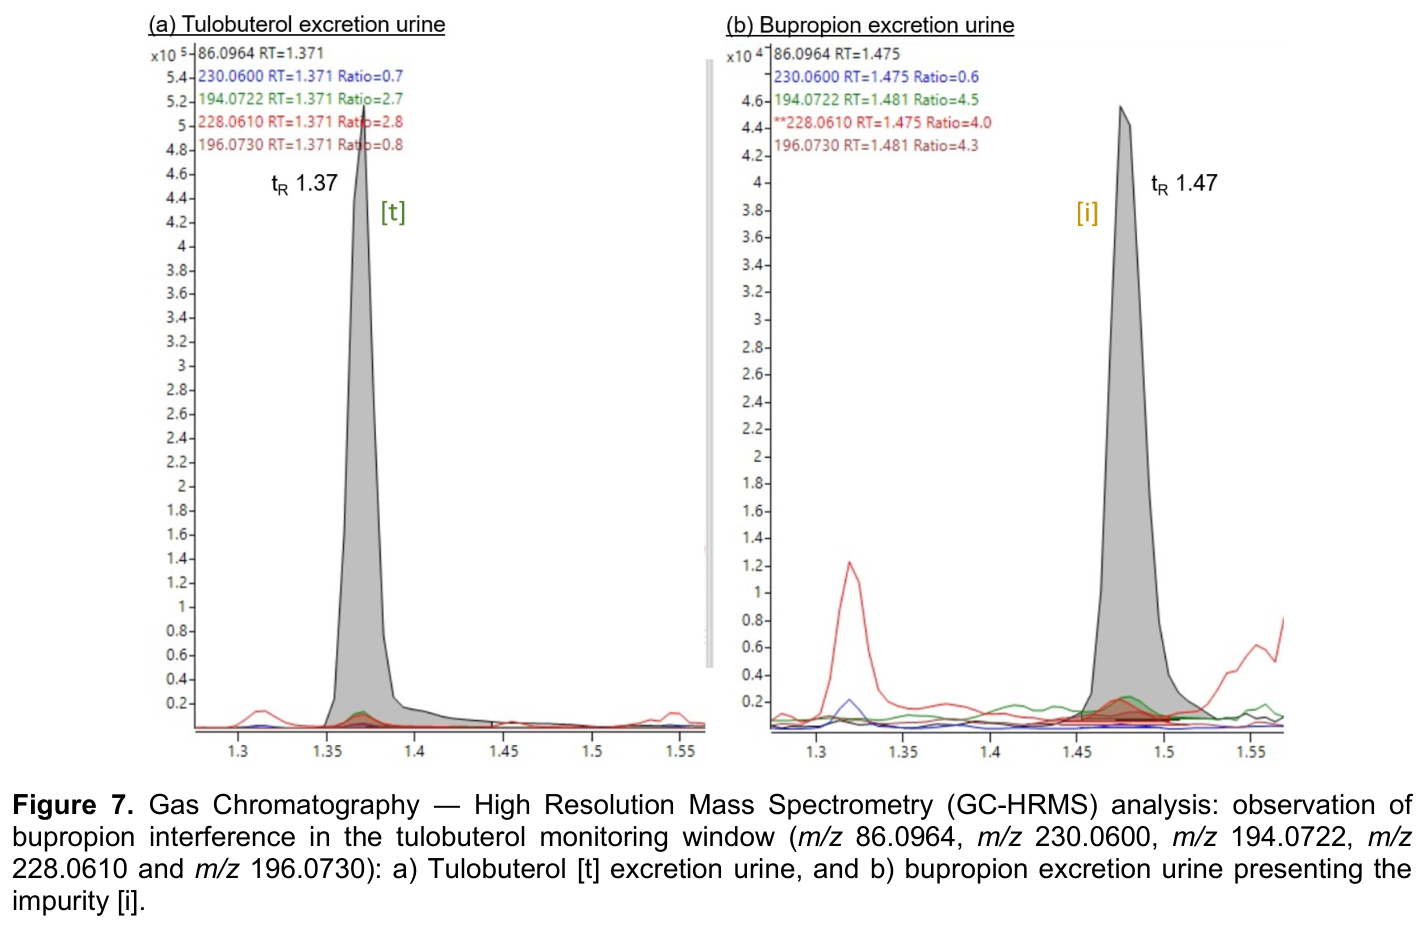 (a) Tulobuterol excretion urine
x10 5
86.0964 RT=1.371
230.0600 RT=1.371 Ratio=0.7
194.0722 RT=1.371 Ratio=2.7
228.0610 RT=1.371 Ratio=2.8
196.0730 RT=1.371 Ratio=0.8
5.4
5.2
5
4.8
4.6
4.4
4.2
4
3.8
3.6
3.4
3.2
3
2.8
2.6
2.4
2.2
2
1.8
1.6
1.4
1.2
1
0.8
0.6
0.4
0.2
tR 1.37
[t]
1.3 1.35 1.4 1.45 1.5 1.55
(b) Bupropion excretion urine
x10 4
86.0964 RT=1.475
230.0600 RT=1.475 Ratio=0.6
194.0722 RT=1.481 Ratio=4.5
**228.0610 RT=1.475 Ratio=4.0
196.0730 RT=1.481 Ratio=4.3
4.6
4.4
4.2
4
3.8
3.6
3.4
3.2
3
2.8
2.6
2.4
2.2
2
1.8
1.6
1.4
1.2
1
0.8
0.6
0.4
0.2
tR 1.47
[i]
1.3 1.35 1.4 1.45 1.5 1.55
Figure 7. Gas Chromatography — High Resolution Mass Spectrometry (GC-HRMS) analysis: observation of
bupropion interference in the tulobuterol monitoring window (m/z 86.0964, m/z 230.0600, m/z 194.0722, m/z
228.0610 and m/z 196.0730): a) Tulobuterol [t] excretion urine, and b) bupropion excretion urine presenting the
impurity [i].